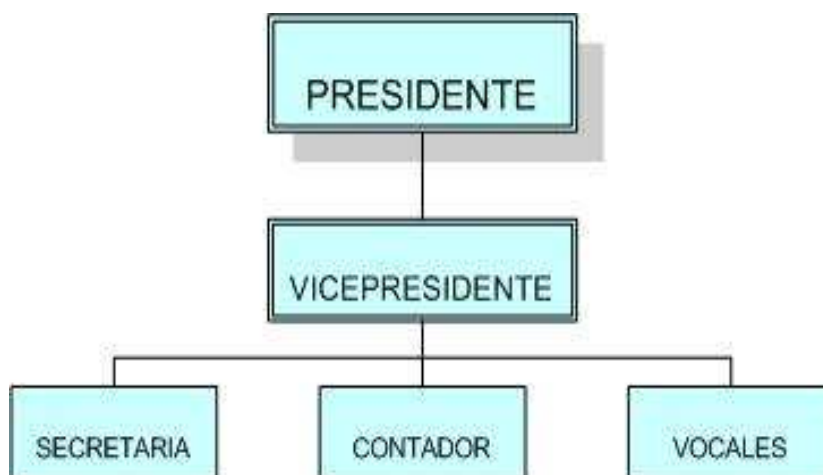 PRESIDENTE
VICEPRESIDENTE
SECRETARIA
CONTADOR
VOCALES